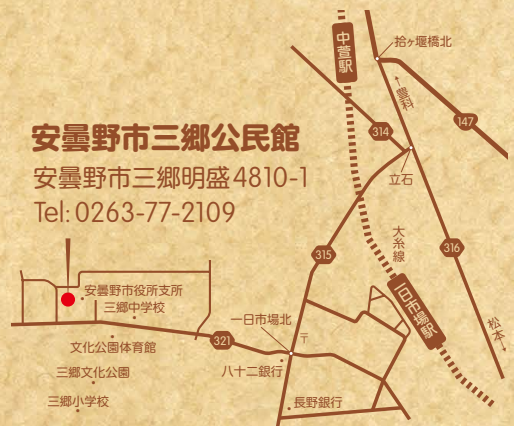 安曇野市三郷公民館
安曇野市三郷明盛4810-1
Tel: 0263-77-2109
中萱駅
拾ヶ堰橋北
↑豊科
147
314
立石
大糸線
315
316
一日市場駅
松本↓
安曇野市役所支所
三郷中学校
一日市場北
〒
321
文化公園体育館
八十二銀行
三郷文化公園
三郷小学校
長野銀行